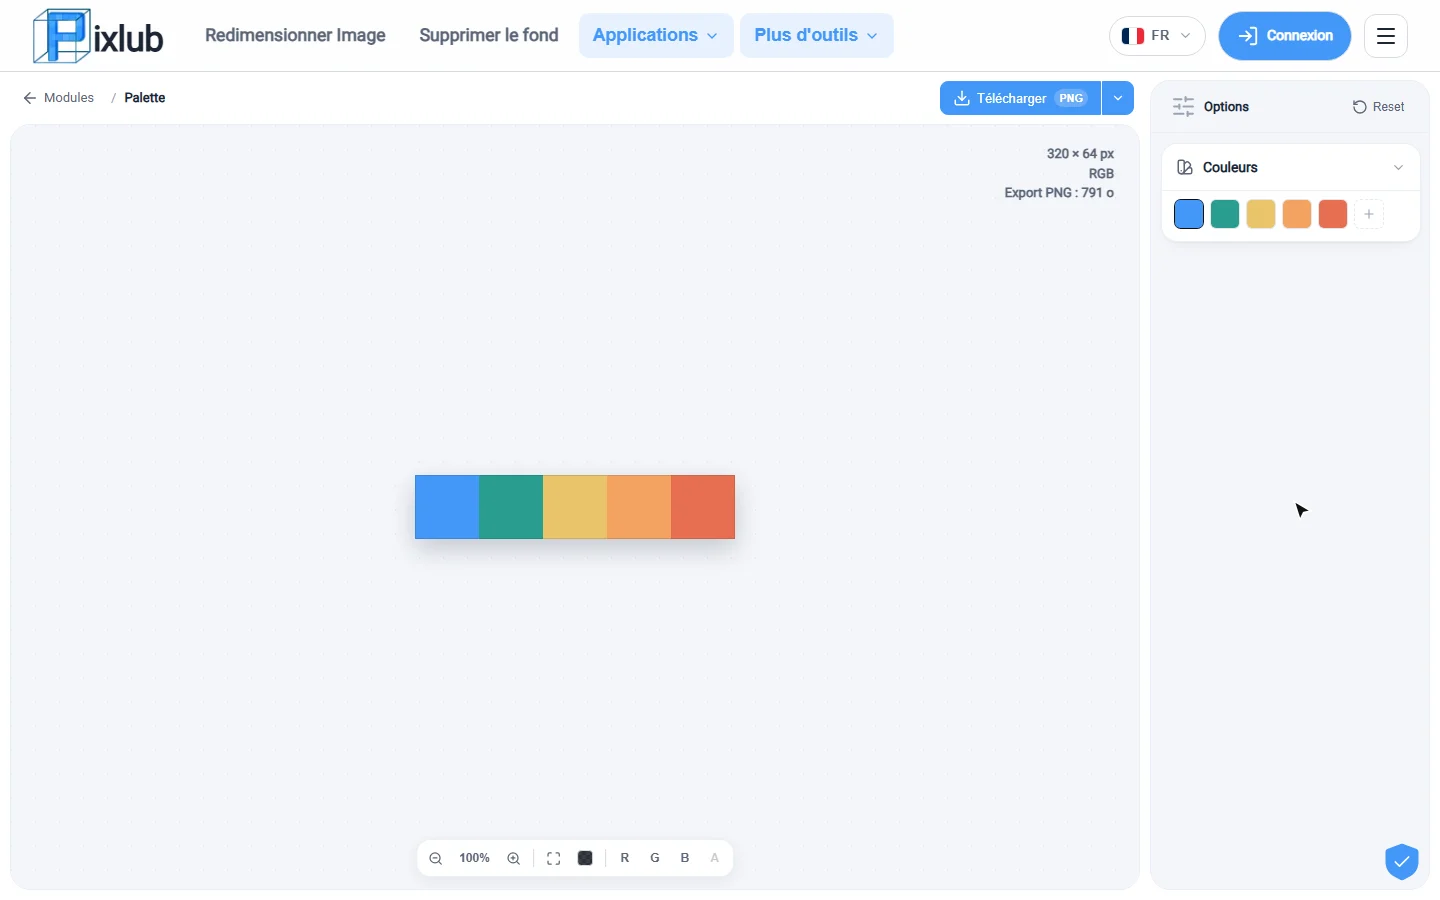 Pixlub
Redimensionner Image
Supprimer le fond
Applications
Plus d'outils
FR
Connexion
Modules / Palette
Télécharger PNG
Options
Reset
320 × 64 px
RGB
Export PNG : 791 o
Couleurs
100%
R G B A